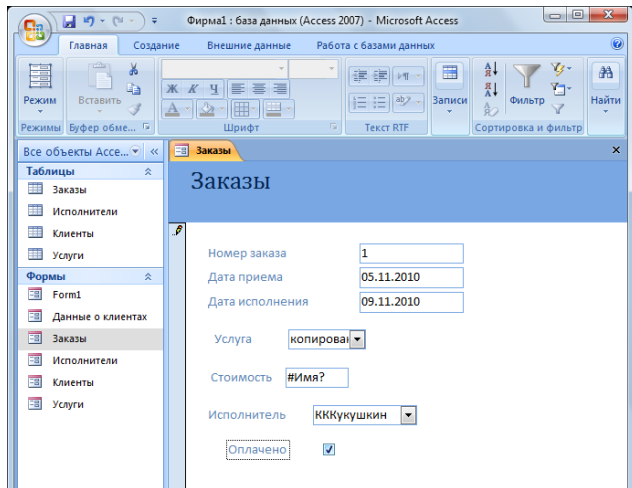 Фирма1 : база данных (Access 2007) - Microsoft Access
Главная Создание Внешние данные Работа с базами данных
Режим Вставить Ж К Ч Записи Фильтр Найти
Режимы Буфер обме... Шрифт Текст RTF Сортировка и фильтр
Все объекты Acce...
Заказы
Таблицы
Заказы
Исполнители
Клиенты
Услуги
Формы
Form1
Данные о клиентах
Заказы
Исполнители
Клиенты
Услуги
Заказы
Номер заказа 1
Дата приема 05.11.2010
Дата исполнения 09.11.2010
Услуга копирова
Стоимость #Имя?
Исполнитель КККукушкин
Оплачено